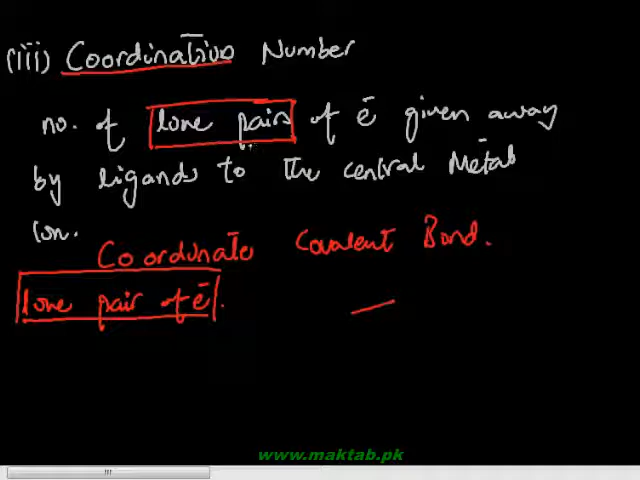 (iii) Coordination Number
no. of lone pairs of ē given away
by ligands to the central Metal
ion.
Coordinate Covalent Bond.
lone pair of ē.
www.maktab.pk